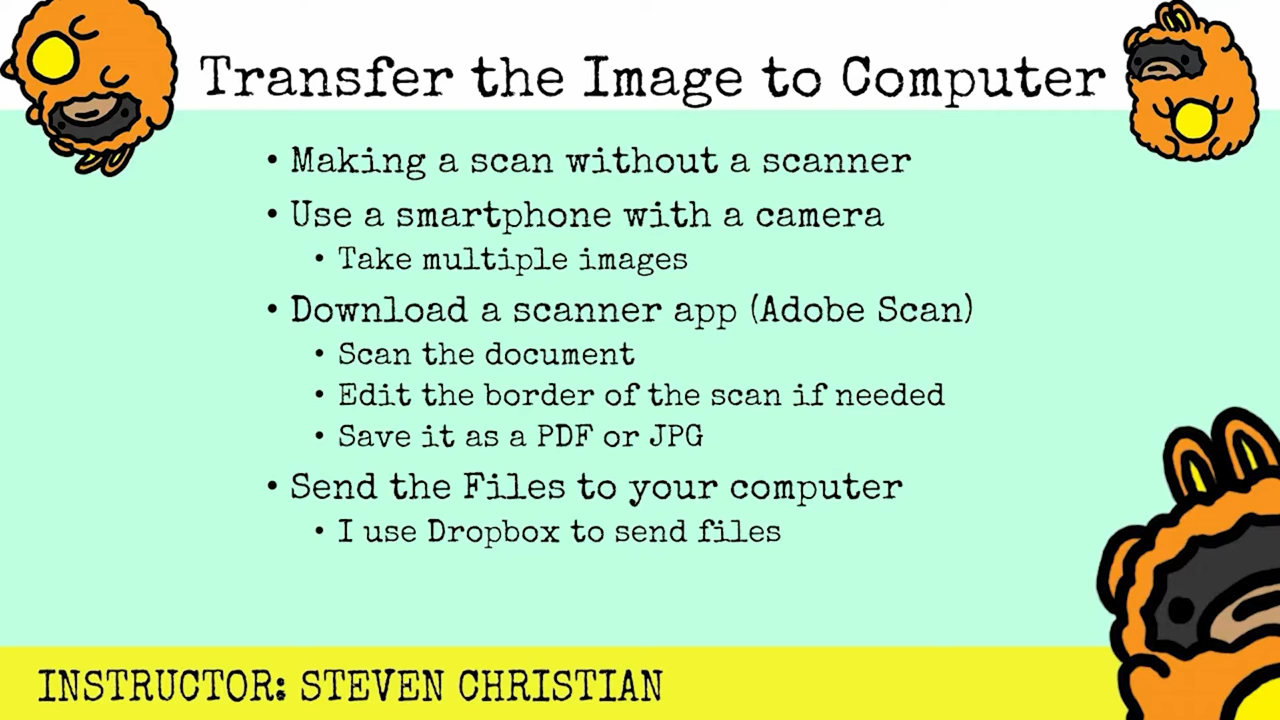 Transfer the Image to Computer
• Making a scan without a scanner
• Use a smartphone with a camera
• Take multiple images
• Download a scanner app (Adobe Scan)
• Scan the document
• Edit the border of the scan if needed
• Save it as a PDF or JPG
• Send the Files to your computer
• I use Dropbox to send files
INSTRUCTOR: STEVEN CHRISTIAN